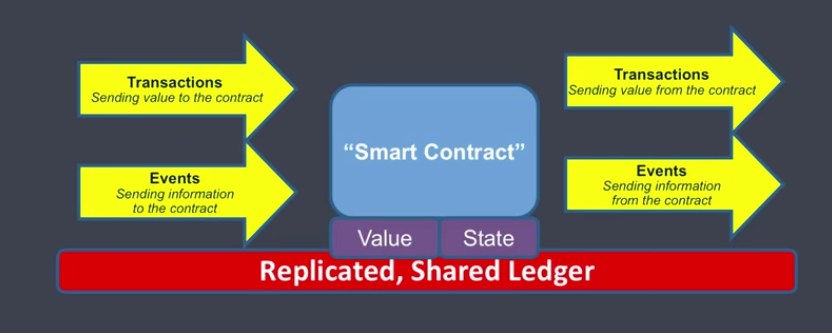 Transactions
Sending value to the contract
Events
Sending information
to the contract
“Smart Contract”
Value
State
Transactions
Sending value from the contract
Events
Sending information
from the contract
Replicated, Shared Ledger